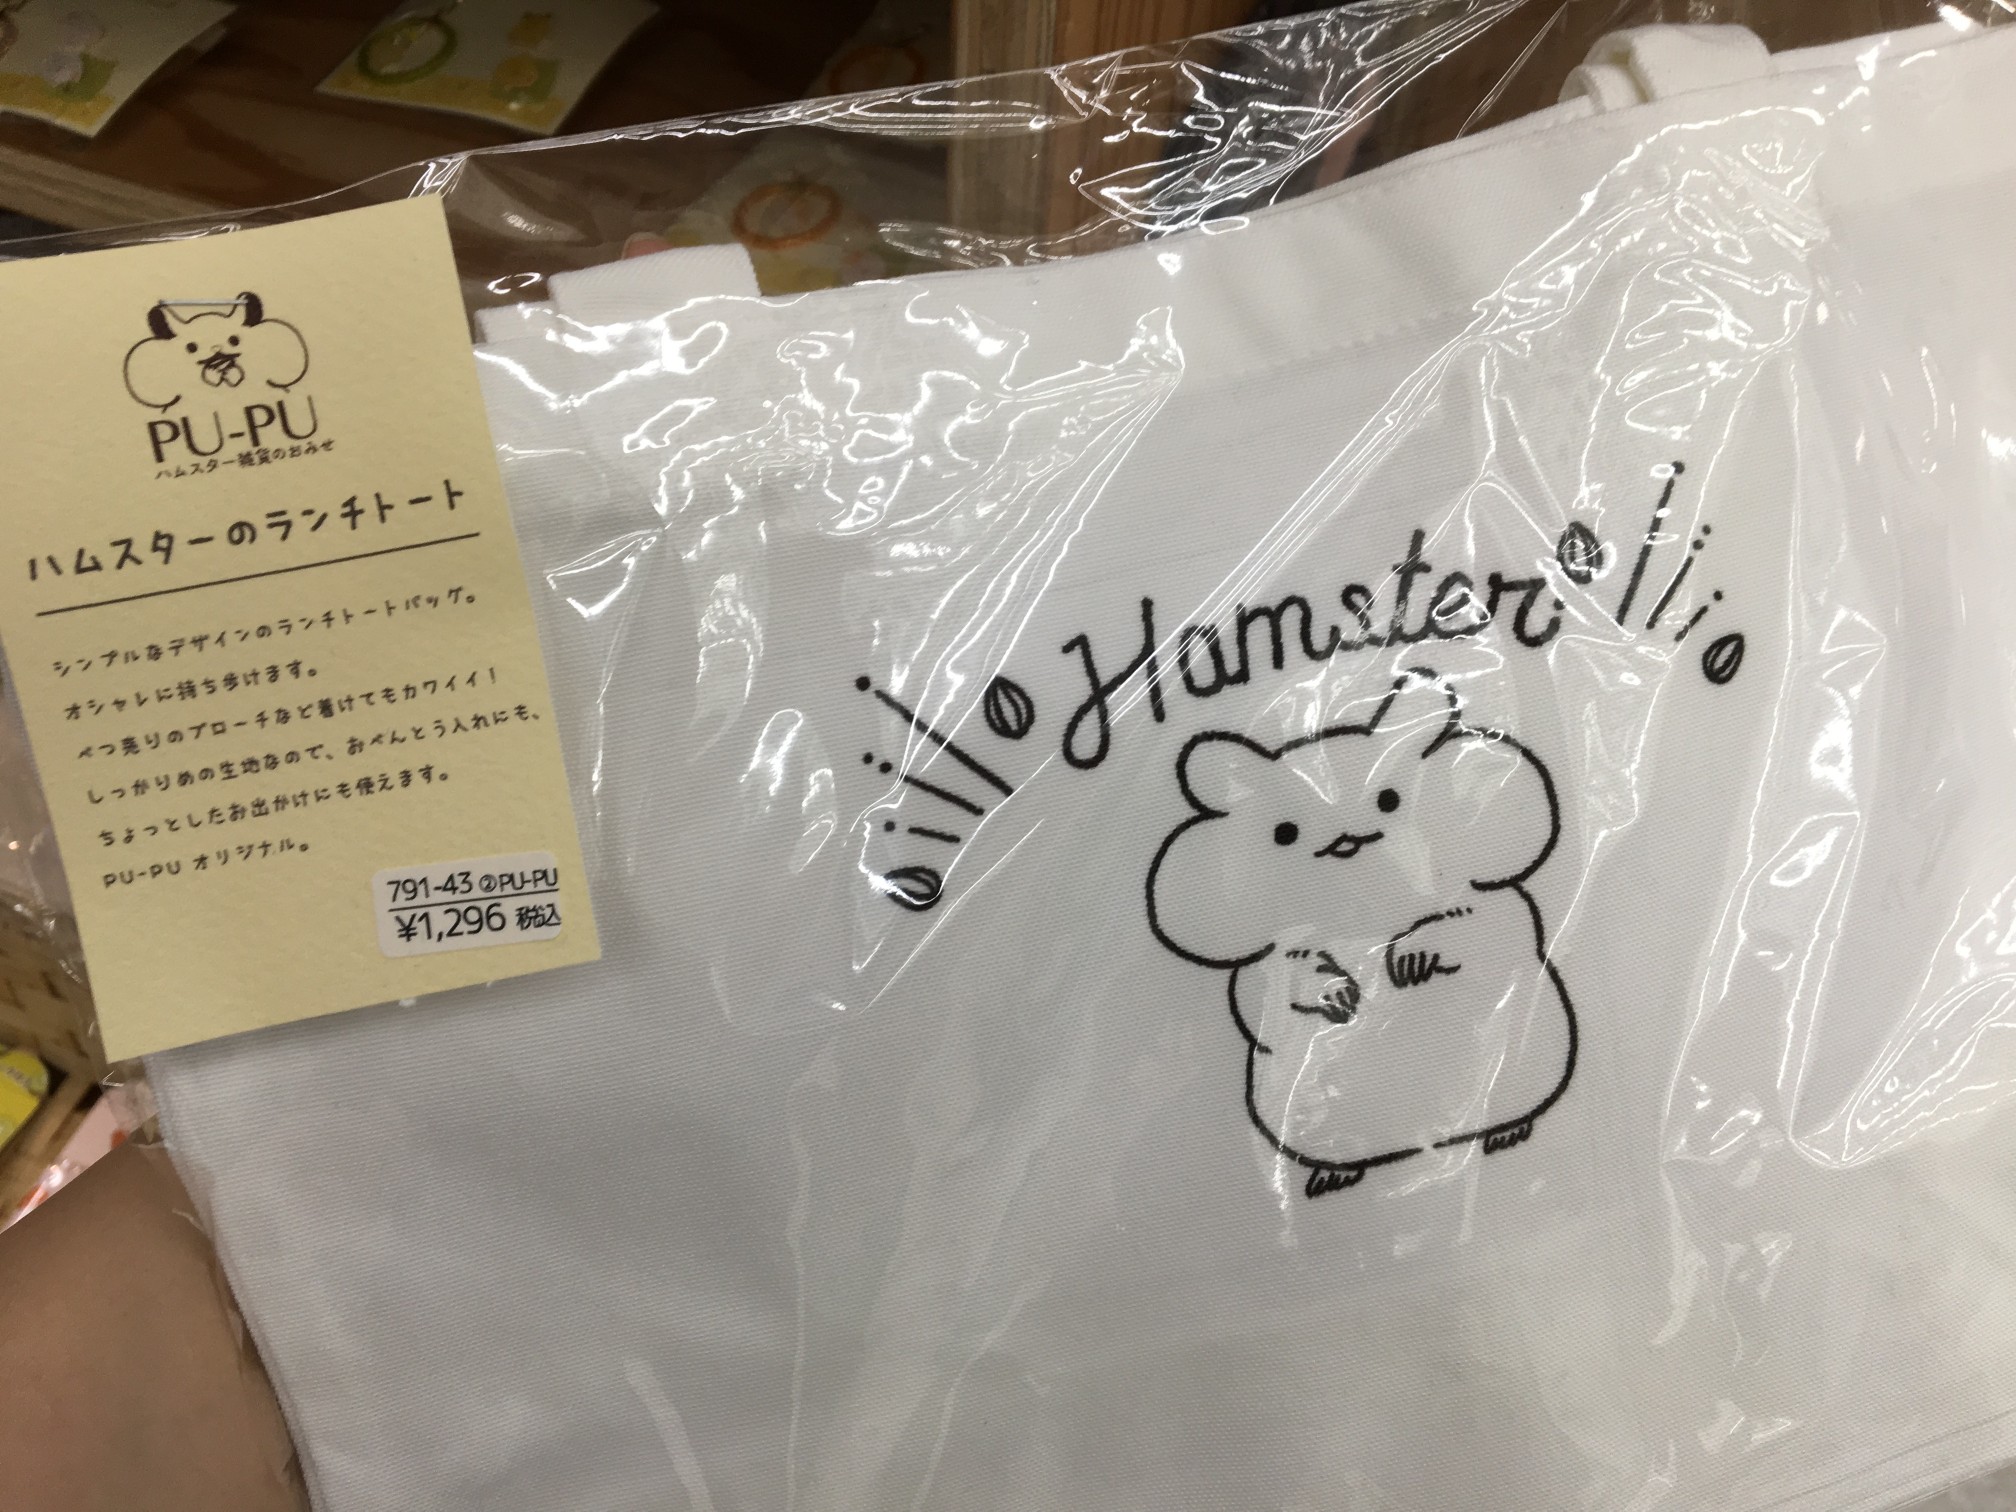 PU-PU
ハムスター雑貨のおみせ
ハムスターのランチトート
シンプルなデザインのランチトートバッグ。
オシャレに持ち歩けます。
べつ売りのブローチなど着けてもカワイイ!
しっかりめの生地なので、おべんとう入れにも、
ちょっとしたお出かけにも使えます。
PU-PU オリジナル。
791-43 ②PU-PU
¥1,296 税込
Hamster